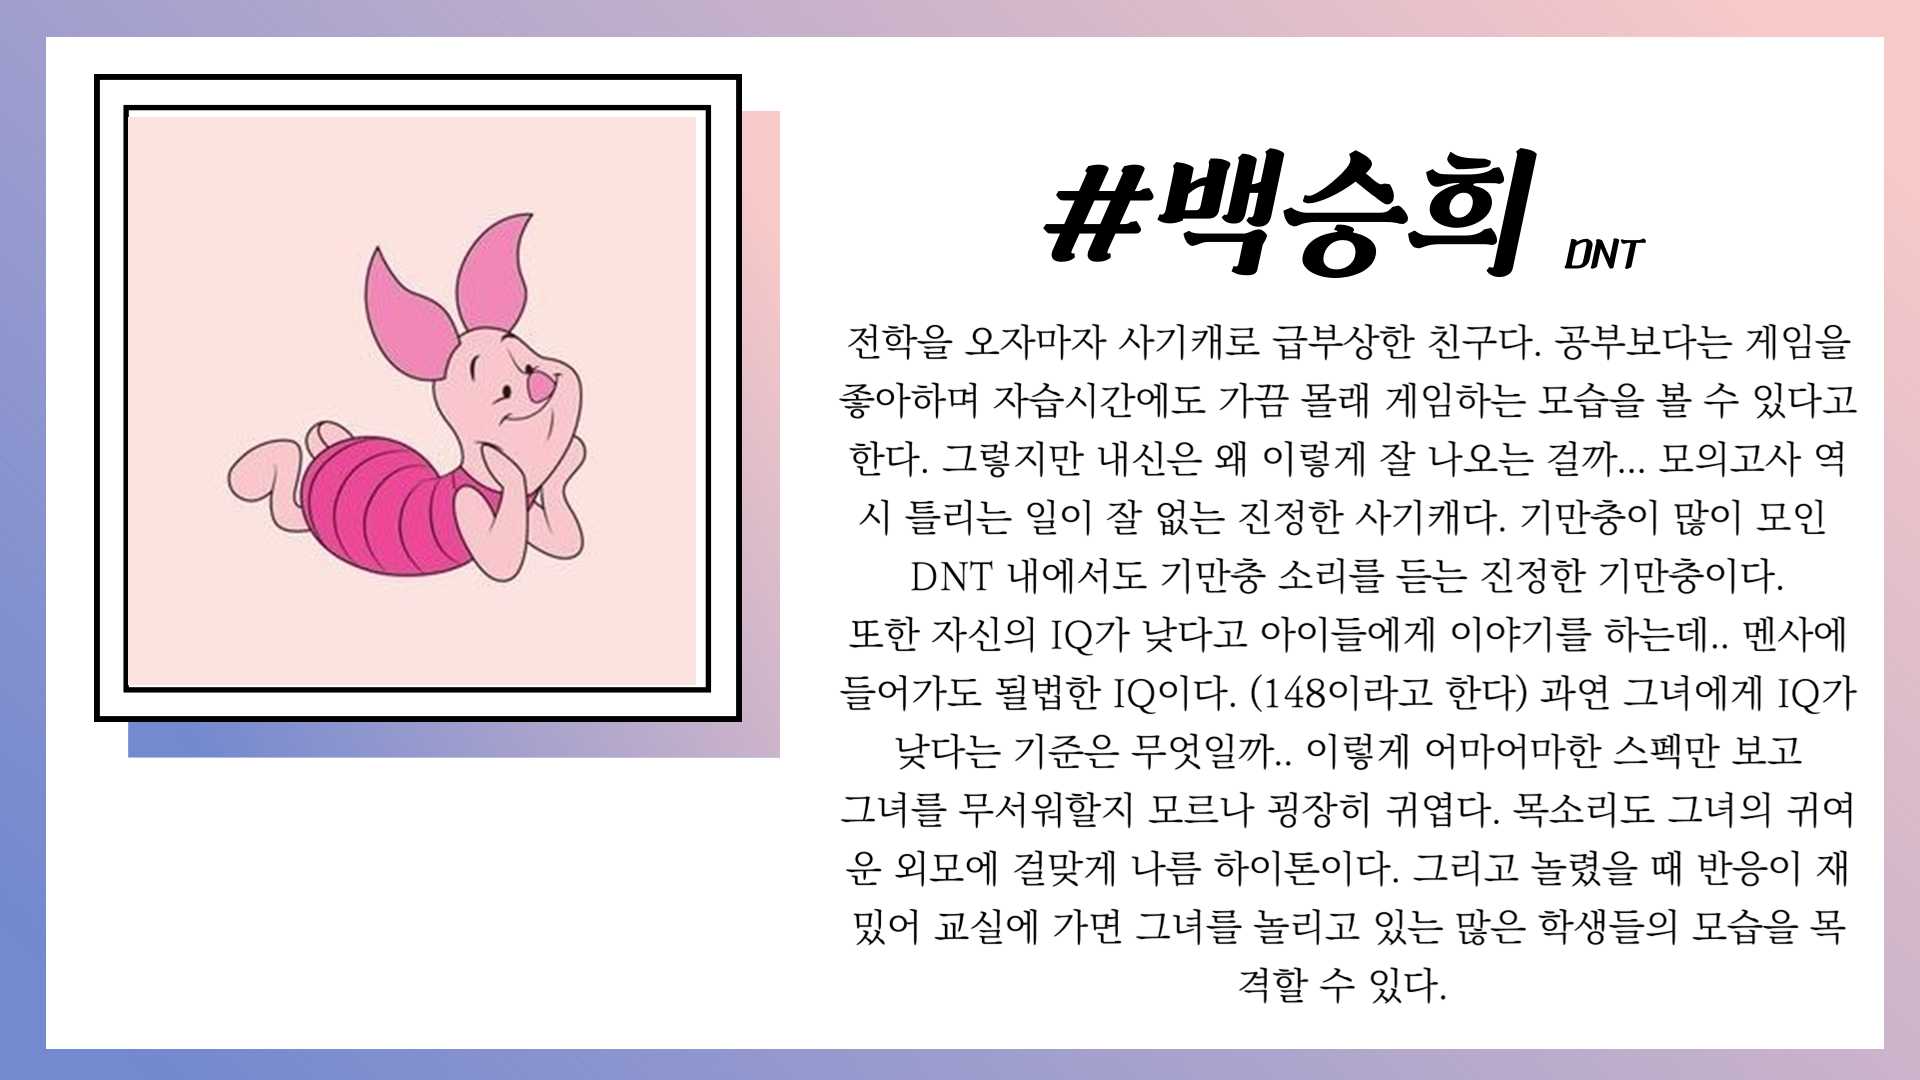 #백승희 DNT
전학을 오자마자 사기캐로 급부상한 친구다. 공부보다는 게임을
좋아하며 자습시간에도 가끔 몰래 게임하는 모습을 볼 수 있다고
한다. 그렇지만 내신은 왜 이렇게 잘 나오는 걸까... 모의고사 역
시 틀리는 일이 잘 없는 진정한 사기캐다. 기만충이 많이 모인
DNT 내에서도 기만충 소리를 듣는 진정한 기만충이다.
또한 자신의 IQ가 낮다고 아이들에게 이야기를 하는데.. 멘사에
들어가도 될법한 IQ이다. (148이라고 한다) 과연 그녀에게 IQ가
낮다는 기준은 무엇일까.. 이렇게 어마어마한 스펙만 보고
그녀를 무서워할지 모르나 굉장히 귀엽다. 목소리도 그녀의 귀여
운 외모에 걸맞게 나름 하이톤이다. 그리고 놀렸을 때 반응이 재
밌어 교실에 가면 그녀를 놀리고 있는 많은 학생들의 모습을 목
격할 수 있다.